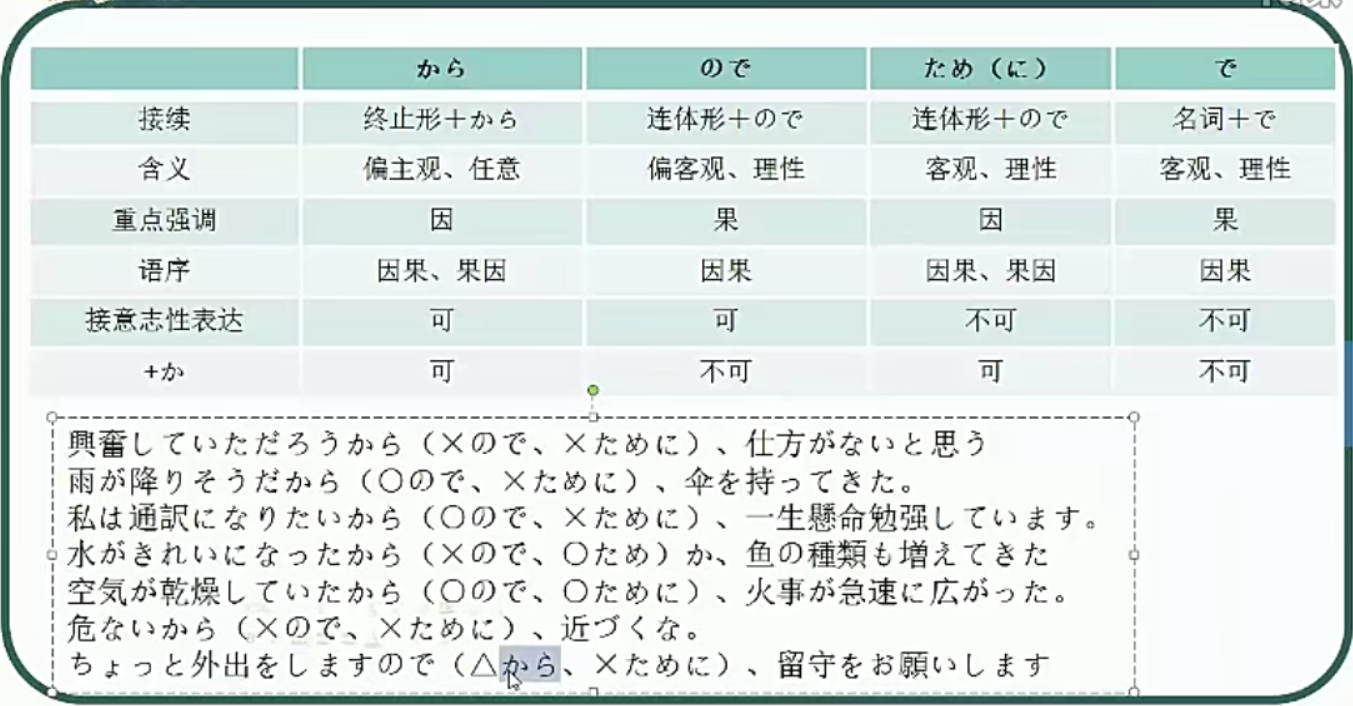 から ので ため（に） で
接续 终止形＋から 连体形＋ので 连体形＋ので 名词＋で
含义 偏主观、任意 偏客观、理性 客观、理性 客观、理性
重点强调 因 果 因 果
语序 因果、果因 因果 因果、果因 因果
接意志性表达 可 可 不可 不可
+か 可 不可 可 不可
興奮していただろうから（×ので、×ために）、仕方がないと思う
雨が降りそうだから（〇ので、×ために）、傘を持ってきた。
私は通訳になりたいから（〇ので、×ために）、一生懸命勉强しています。
水がきれいになったから（×ので、〇ため）か、魚の種類も増えてきた
空気が乾燥していたから（〇ので、〇ために）、火事が急速に広がった。
危ないから（×ので、×ために）、近づくな。
ちょっと外出をしますので（△から、×ために）、留守をお願いします